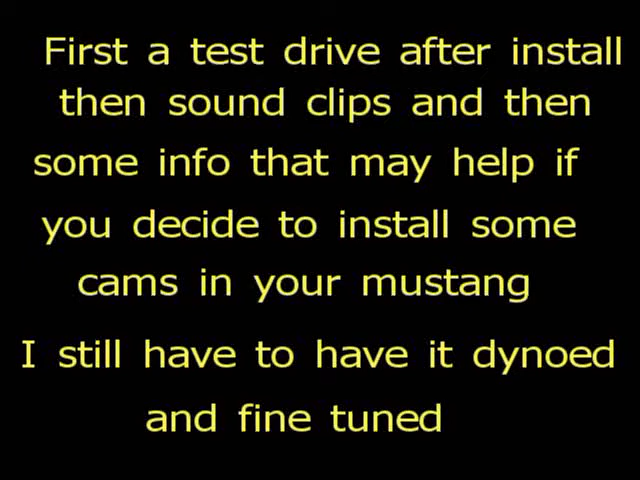 First a test drive after install
then sound clips and then
some info that may help if
you decide to install some
cams in your mustang
I still have to have it dynoed
and fine tuned